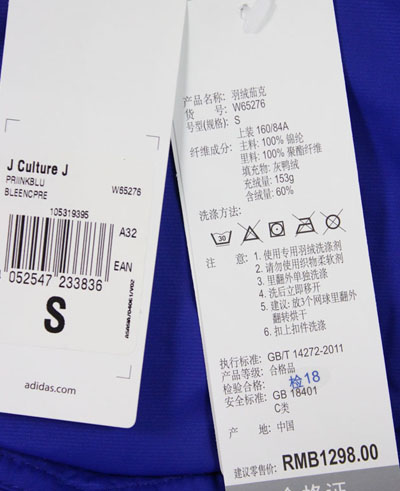 J Culture J
PRIINKBLU
BLEENCPRE
W65276
105319395
A32
EAN
052547 233836
S
adidas.com
产品名称: 羽绒茄克
货 号: W65276
号型(规格): S
上装 160/84A
纤维成分: 主料: 100% 锦纶
里料: 100% 聚酯纤维
填充物: 灰鸭绒
充绒量: 153g
含绒量: 60%
洗涤方法:
30
注 意: 1. 使用专用羽绒洗涤剂
2. 请勿使用织物柔软剂
3. 里翻外单独洗涤
4. 洗后立即移开
5. 建议: 放3个网球里翻外
翻转烘干
6. 扣上扣件洗涤
执行标准: GB/T 14272-2011
产品等级: 合格品
检验合格: 检18
安全标准: GB 18401
C类
产 地: 中国
建议零售价: RMB1298.00
合格证